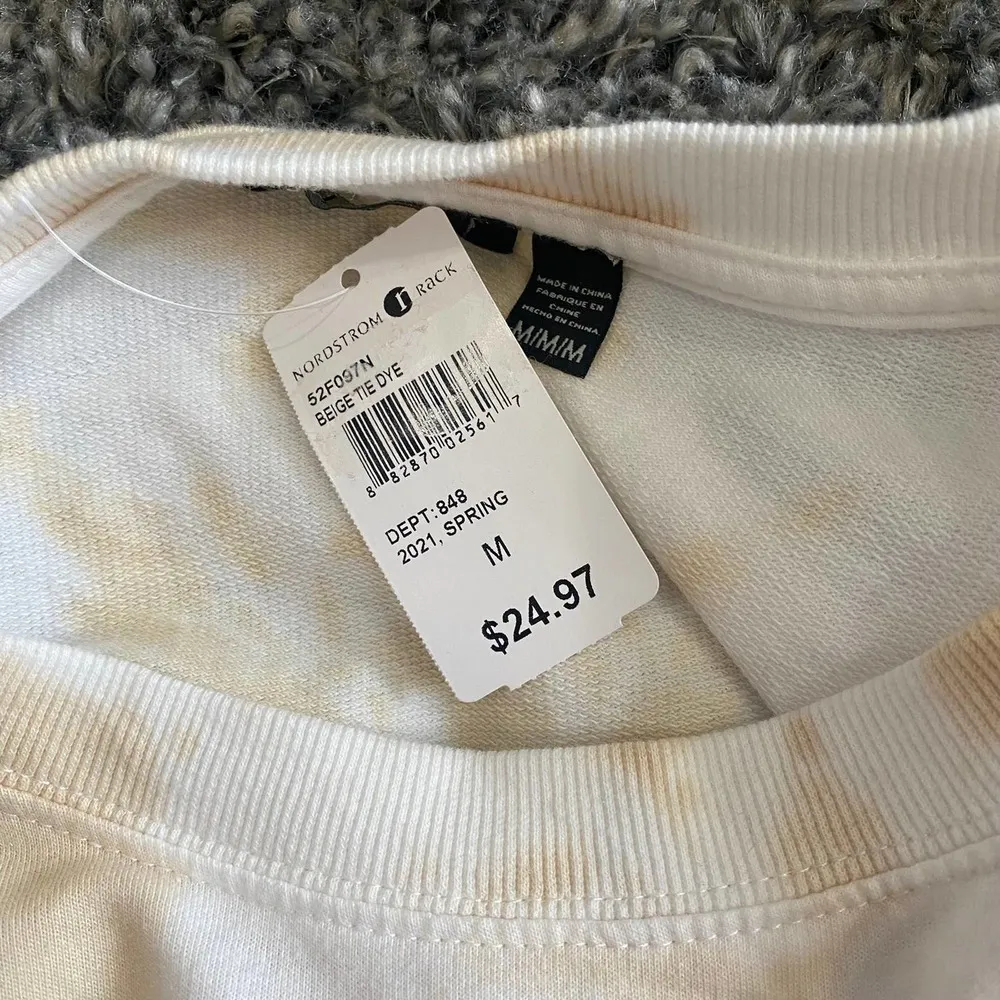 NORDSTROM r RACK
52F097N
BEIGE TIE DYE
8 82870 02561 7
DEPT:848
2021, SPRING
M
$24.97
MADE IN CHINA
FABRIQUE EN
CHINE
HECHO EN CHINA
M/M/M